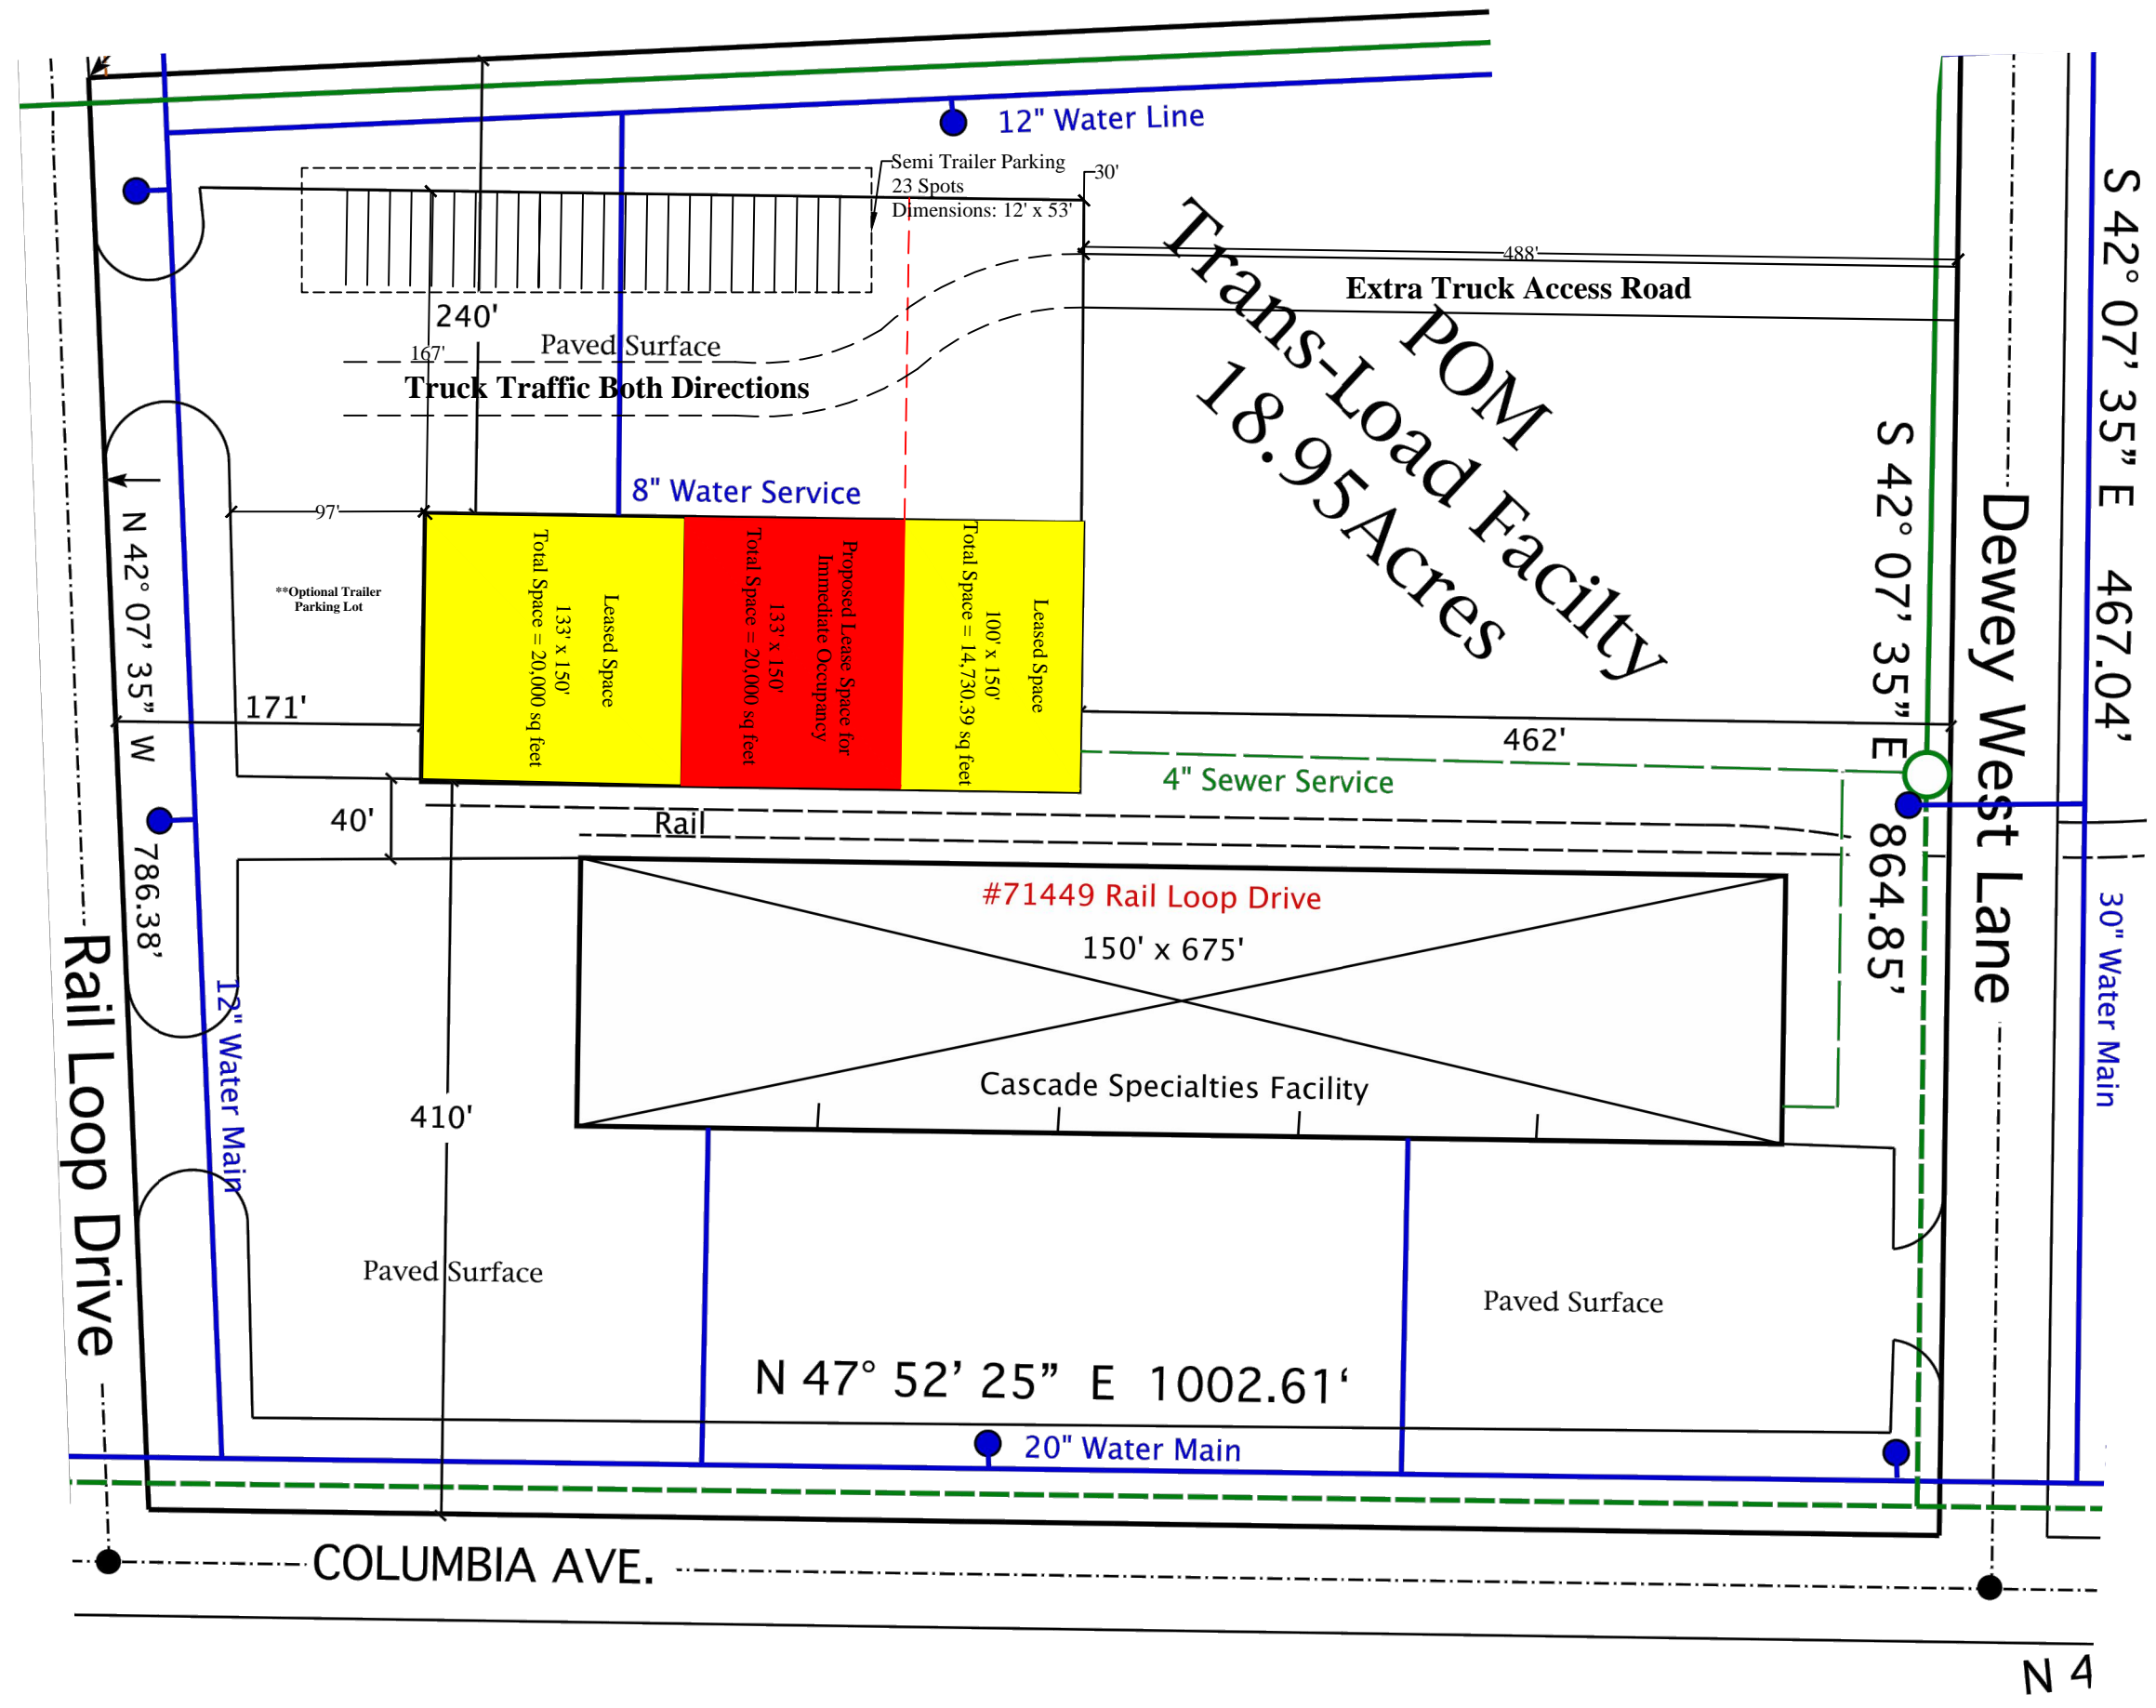 12" Water Line
Semi Trailer Parking
23 Spots
Dimensions: 12' x 53'
30'
488'
Extra Truck Access Road
240'
167'
Paved Surface
Truck Traffic Both Directions
8" Water Service
97'
**Optional Trailer
Parking Lot
171'
Leased Space
133' x 150'
Total Space = 20,000 sq feet
Proposed Lease Space for
Immediate Occupancy
133' x 150'
Total Space = 20,000 sq feet
Leased Space
100' x 150'
Total Space = 14,730.39 sq feet
POM
Trans-Load Facilty
18.95Acres
462'
4" Sewer Service
40'
Rail
#71449 Rail Loop Drive
150' x 675'
Cascade Specialties Facility
410'
Paved Surface
Paved Surface
N 47° 52’ 25” E 1002.61‘
20" Water Main
COLUMBIA AVE.
N 42° 07’ 35” W 786.38’
12" Water Main
Rail Loop Drive
S 42° 07’ 35” E 864.85’
Dewey West Lane
S 42° 07’ 35” E 467.04’
30" Water Main
N 4